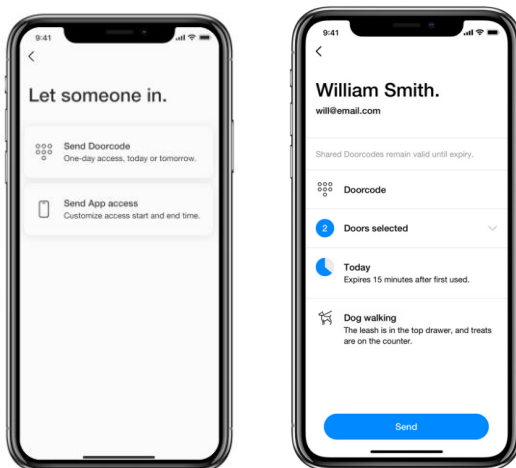 9:41
Let someone in.
Send Doorcode
One-day access, today or tomorrow.
Send App access
Customize access start and end time.
9:41
William Smith.
will@email.com
Shared Doorcodes remain valid until expiry.
Doorcode
2 Doors selected
Today
Expires 15 minutes after first used.
Dog walking
The leash is in the top drawer, and treats
are on the counter.
Send